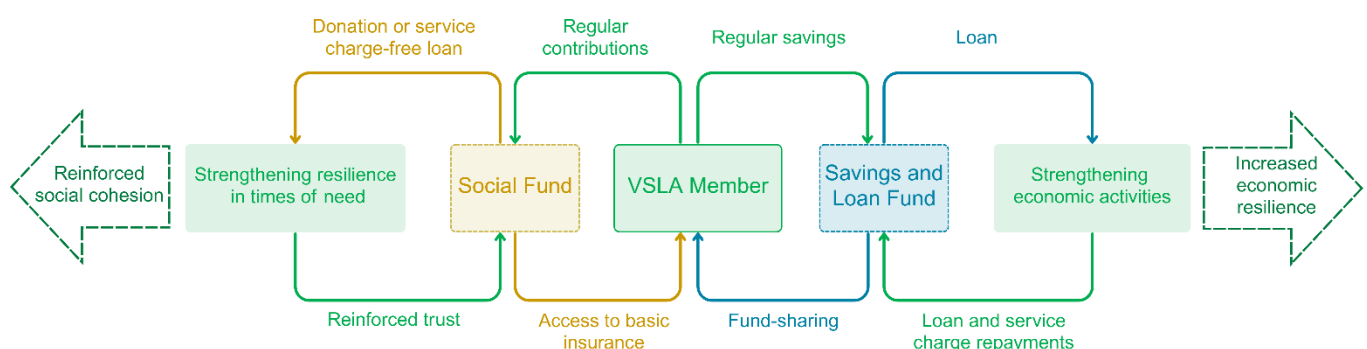 Donation or service
charge-free loan
Regular
contributions
Regular savings
Loan
Reinforced
social cohesion
Strengthening resilience
in times of need
Social Fund
VSLA Member
Savings and
Loan Fund
Strengthening
economic activities
Increased
economic
resilience
Reinforced trust
Access to basic
insurance
Fund-sharing
Loan and service
charge repayments